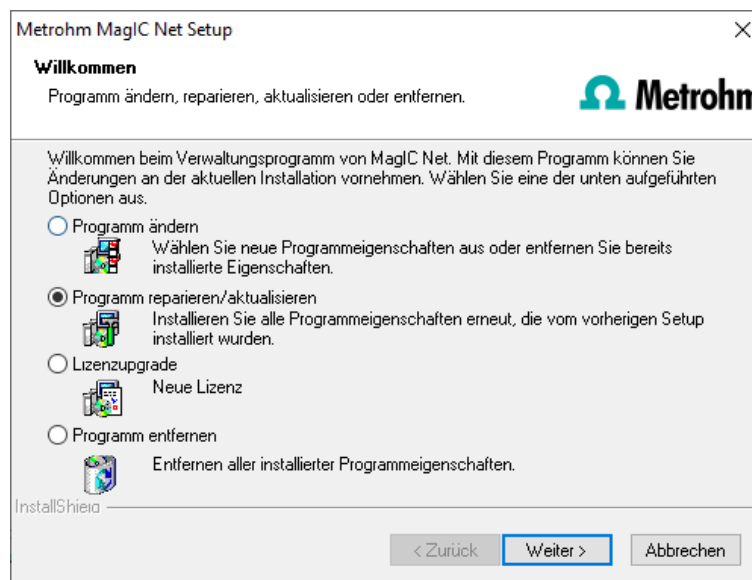 Metrohm MagIC Net Setup
Willkommen
Programm ändern, reparieren, aktualisieren oder entfernen.
Metrohm
Willkommen beim Verwaltungsprogramm von MagIC Net. Mit diesem Programm können Sie
Änderungen an der aktuellen Installation vornehmen. Wählen Sie eine der unten aufgeführten
Optionen aus.
Programm ändern
Wählen Sie neue Programmeigenschaften aus oder entfernen Sie bereits
installierte Eigenschaften.
Programm reparieren/aktualisieren
Installieren Sie alle Programmeigenschaften erneut, die vom vorherigen Setup
installiert wurden.
Lizenzupgrade
Neue Lizenz
Programm entfernen
Entfernen aller installierter Programmeigenschaften.
InstallShield
< Zurück
Weiter >
Abbrechen